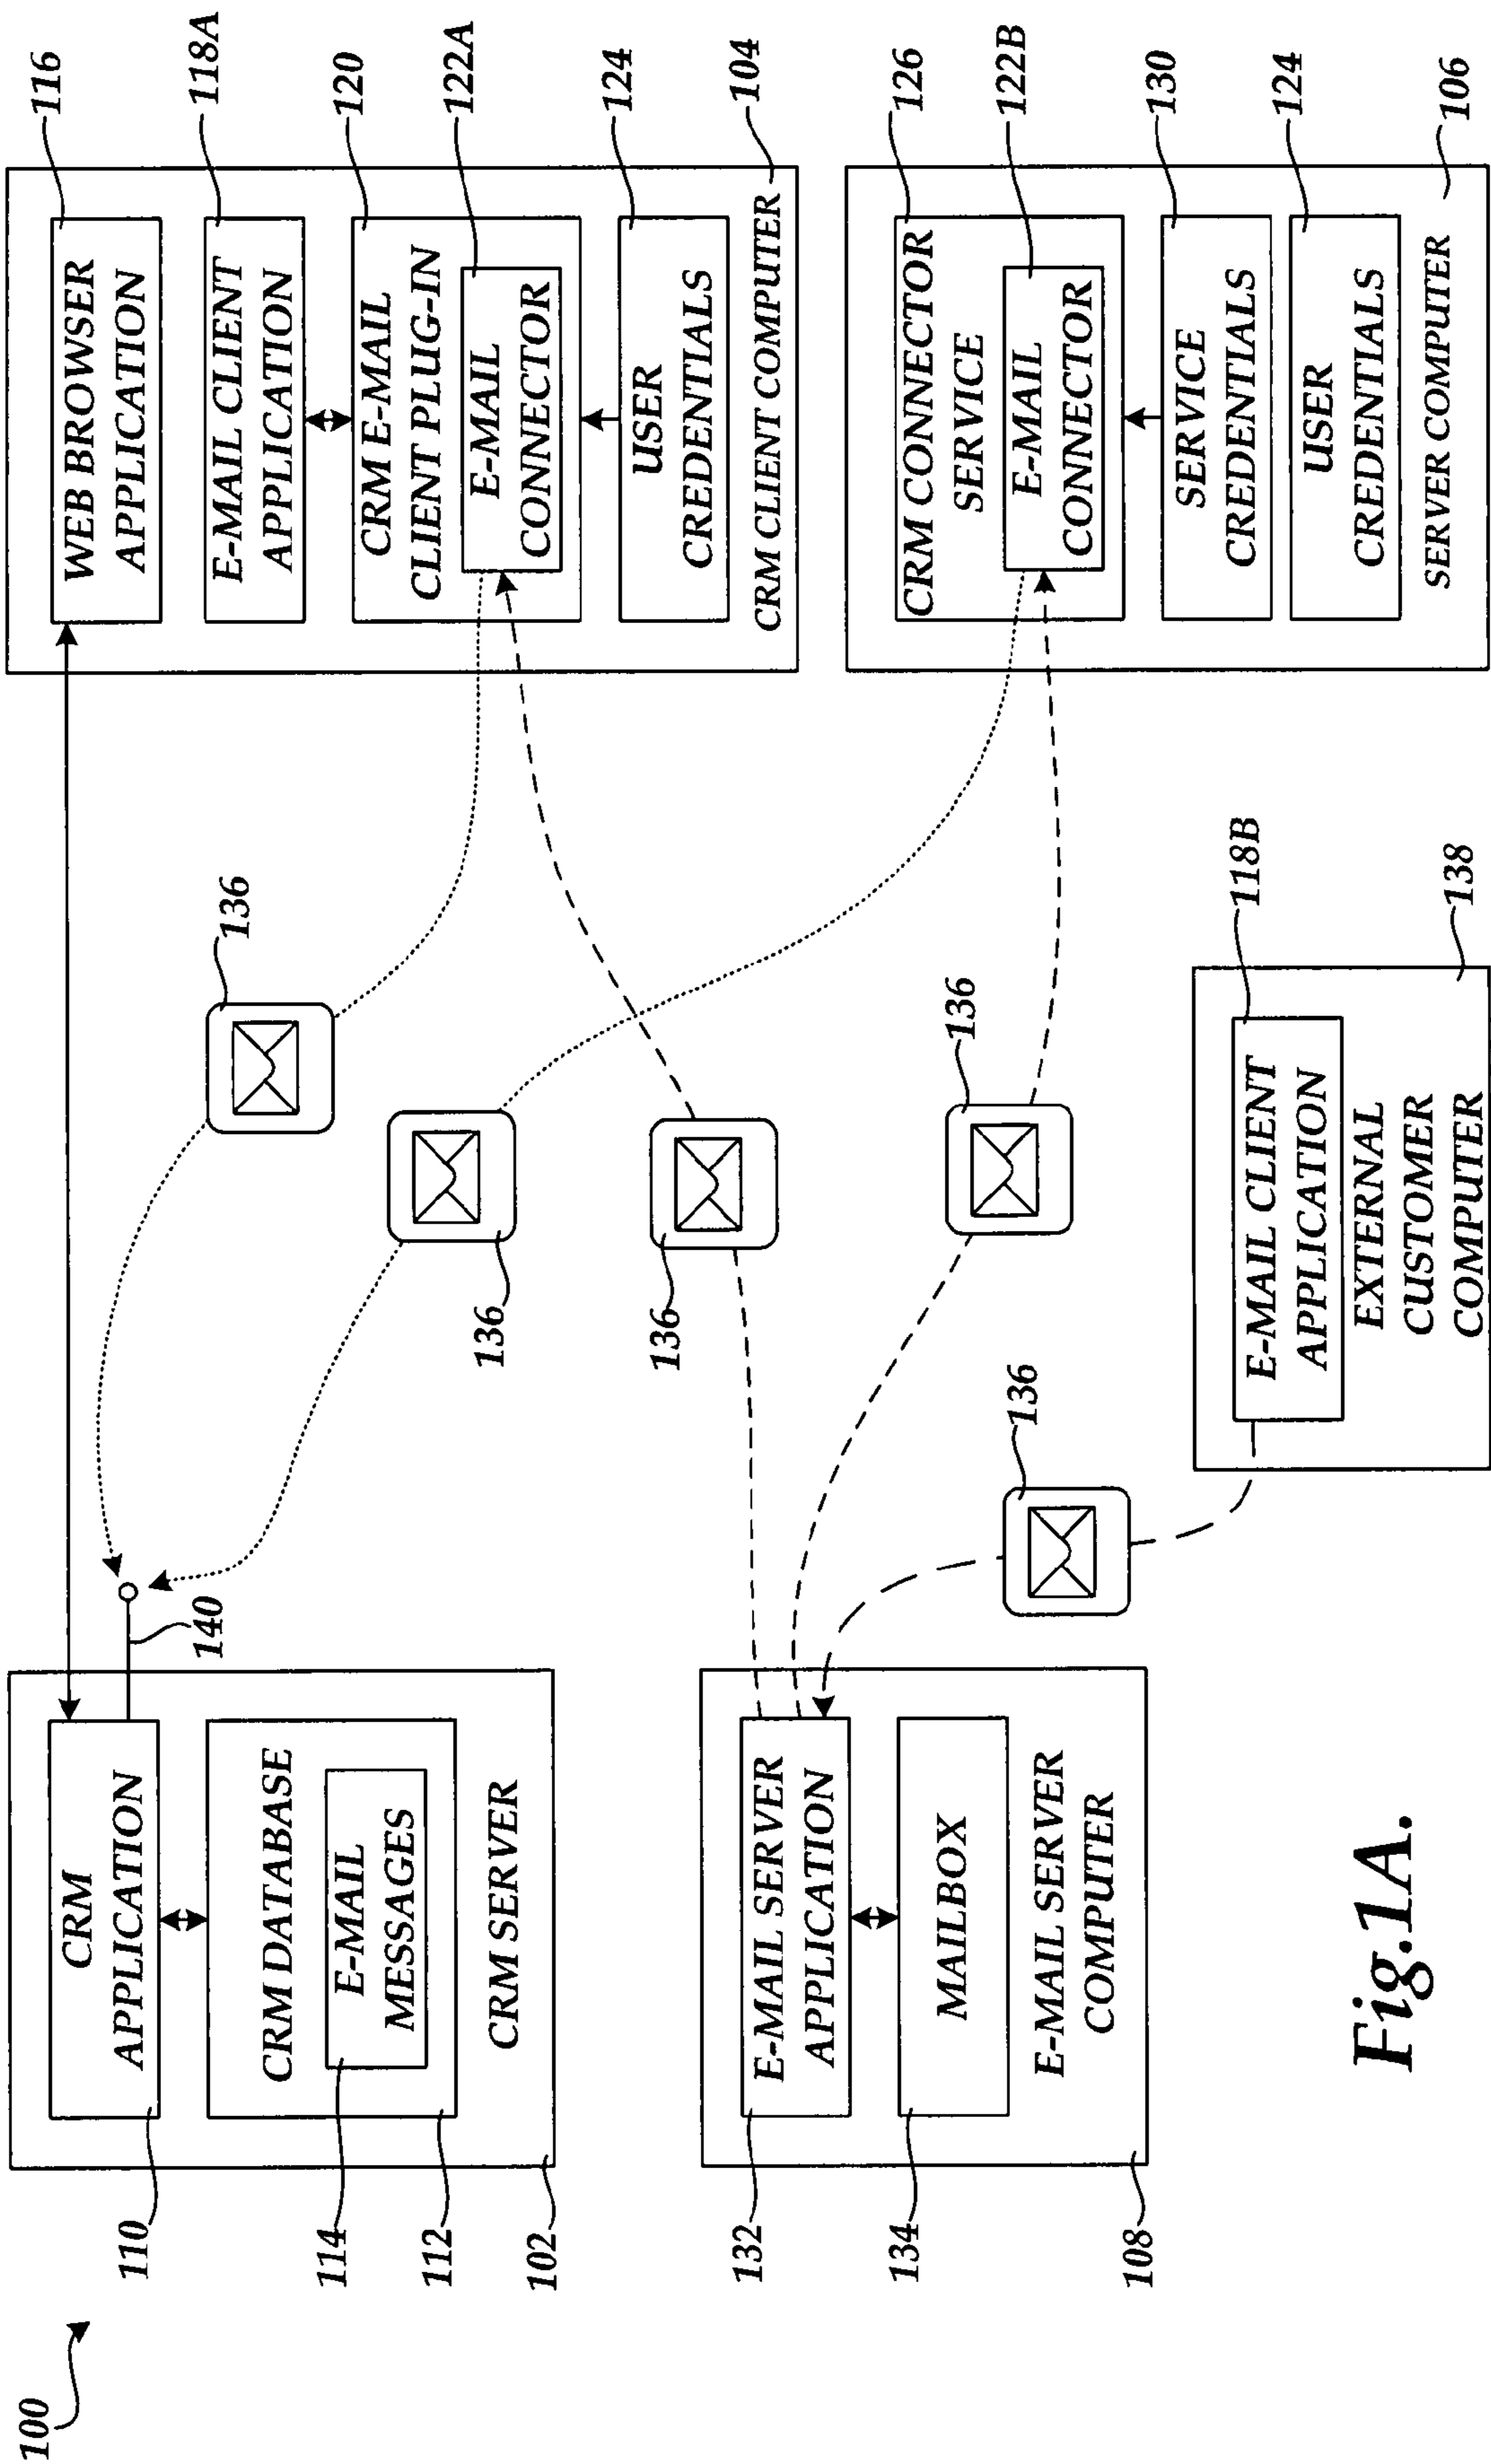 100
110
CRM
APPLICATION
140
CRM DATABASE
E-MAIL
MESSAGES
114
112
CRM SERVER
102
132
E-MAIL SERVER
APPLICATION
134
MAILBOX
E-MAIL SERVER
COMPUTER
108
136
136
136
136
136
E-MAIL CLIENT
APPLICATION
118B
EXTERNAL
CUSTOMER
COMPUTER
138
WEB BROWSER
APPLICATION
116
E-MAIL CLIENT
APPLICATION
118A
CRM E-MAIL
CLIENT PLUG-IN
120
E-MAIL
CONNECTOR
122A
USER
CREDENTIALS
124
CRM CLIENT COMPUTER
104
CRM CONNECTOR
SERVICE
126
E-MAIL
CONNECTOR
122B
SERVICE
CREDENTIALS
130
USER
CREDENTIALS
124
SERVER COMPUTER
106
Fig.1A.